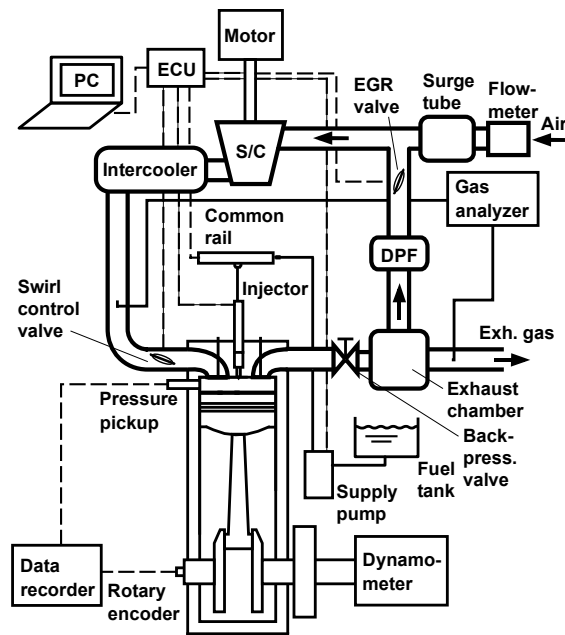 Motor
PC
ECU
EGR
valve
Surge
tube
Flow-
meter
Air
S/C
Intercooler
Gas
analyzer
Common
rail
DPF
Injector
Swirl
control
valve
Exh. gas
Pressure
pickup
Exhaust
chamber
Back-
press.
valve
Fuel
tank
Supply
pump
Data
recorder
Rotary
encoder
Dynamo-
meter